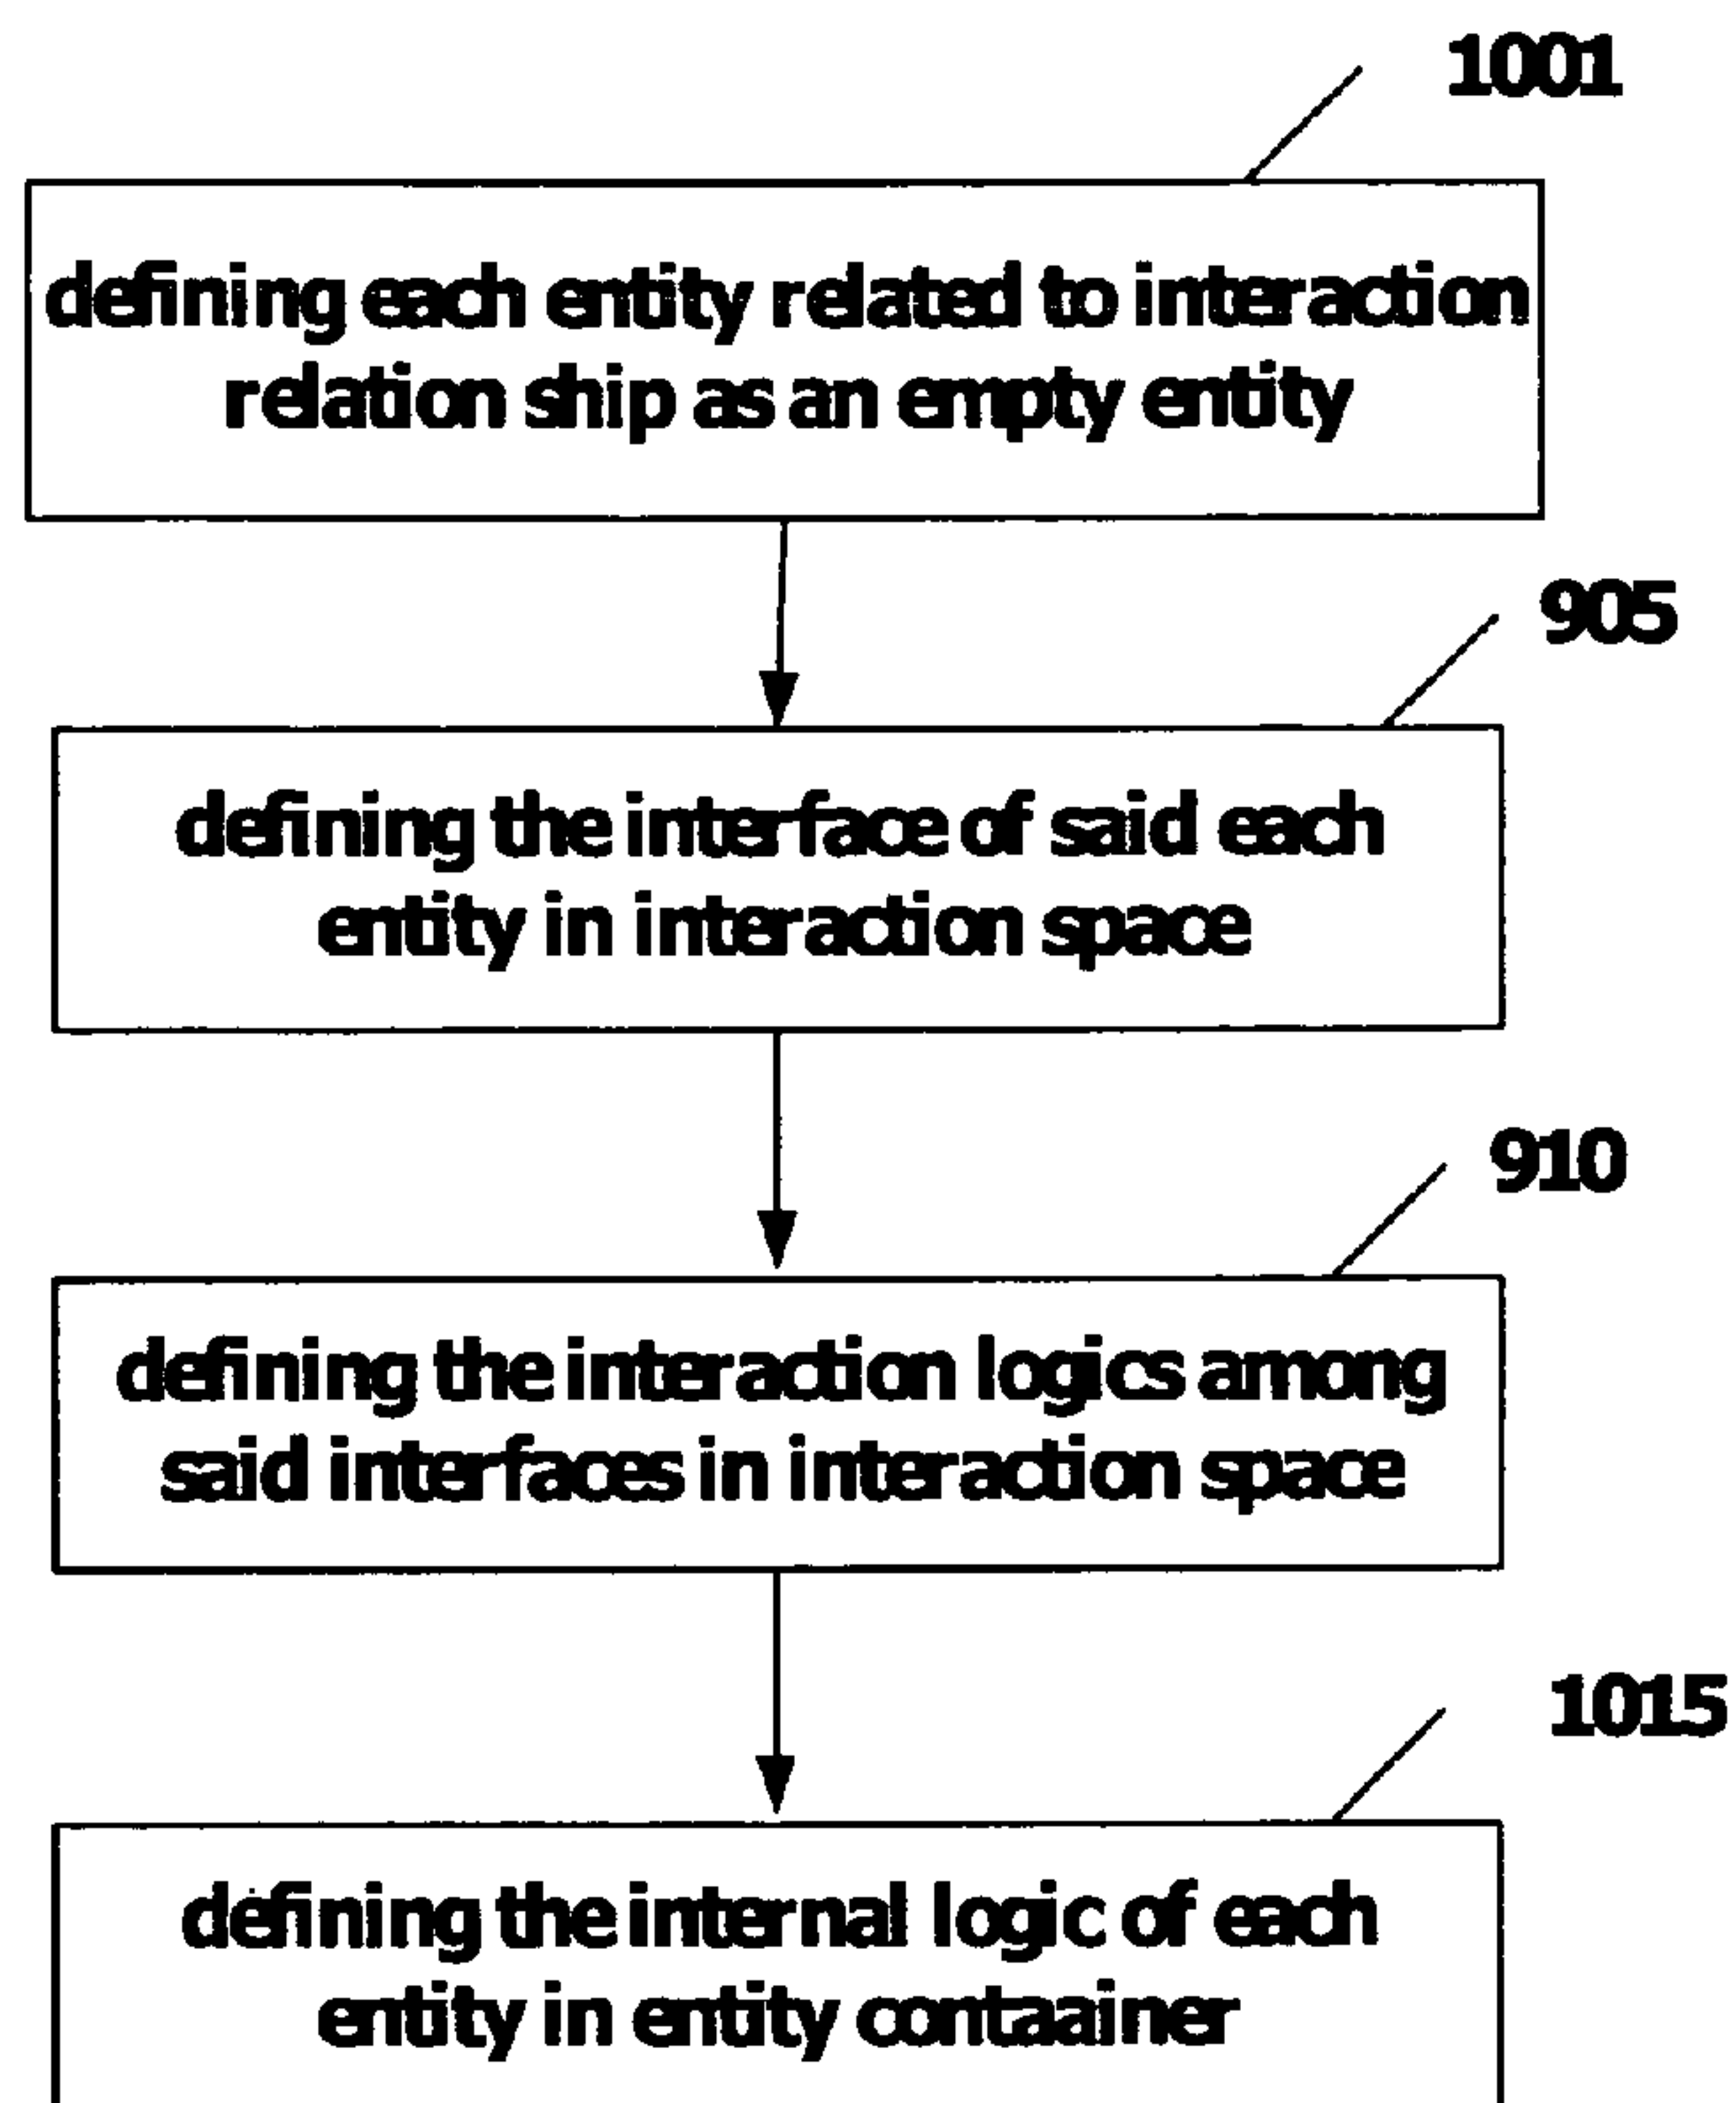 1001
defining each entity related to interaction
relation ship as an empty entity
905
defining the interface of said each
entity in interaction space
910
defining the interaction logics among
said interfaces in interaction space
1015
defining the internal logic of each
entity in entity contaainer